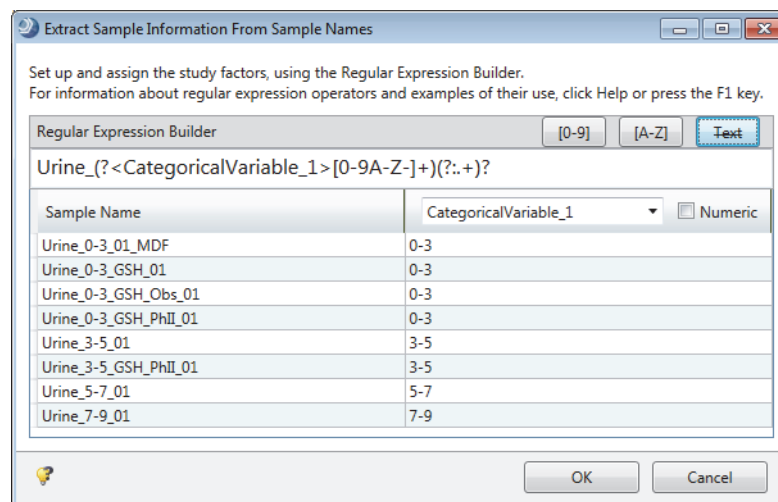 Extract Sample Information From Sample Names
Set up and assign the study factors, using the Regular Expression Builder.
For information about regular expression operators and examples of their use, click Help or press the F1 key.
Regular Expression Builder [0-9] [A-Z] Text
Urine_(?<CategoricalVariable_1>[0-9A-Z-]+)(?:.+)?
Sample Name CategoricalVariable_1 Numeric
Urine_0-3_01_MDF 0-3
Urine_0-3_GSH_01 0-3
Urine_0-3_GSH_Obs_01 0-3
Urine_0-3_GSH_PhII_01 0-3
Urine_3-5_01 3-5
Urine_3-5_GSH_PhII_01 3-5
Urine_5-7_01 5-7
Urine_7-9_01 7-9
OK Cancel